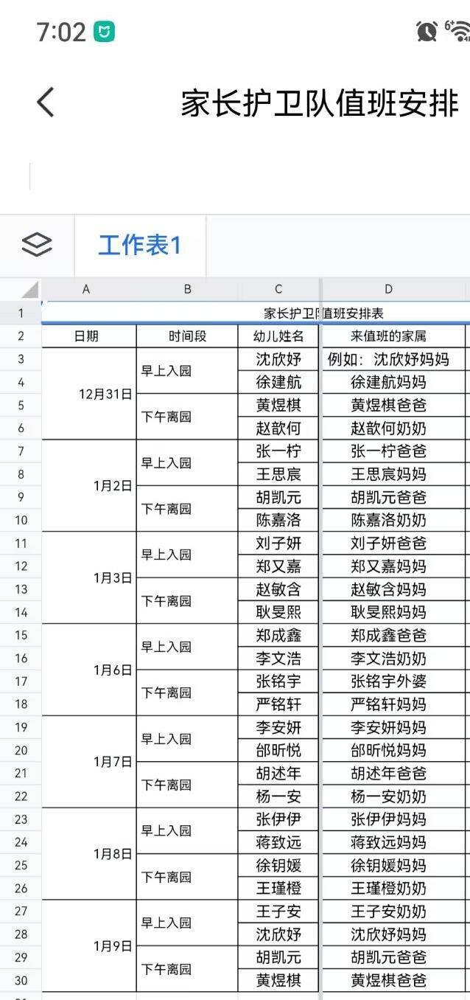 7:02
6+
家长护卫队值班安排
工作表1
A B C D
1 家长护卫队值班安排表
2 日期 时间段 幼儿姓名 来值班的家属
3 12月31日 早上入园 沈欣妤 例如：沈欣妤妈妈
4 徐建航 徐建航妈妈
5 下午离园 黄煜棋 黄煜棋爸爸
6 赵歆何 赵歆何奶奶
7 1月2日 早上入园 张一柠 张一柠爸爸
8 王思宸 王思宸妈妈
9 下午离园 胡凯元 胡凯元爸爸
10 陈嘉洛 陈嘉洛奶奶
11 1月3日 早上入园 刘子妍 刘子妍爸爸
12 郑又嘉 郑又嘉妈妈
13 下午离园 赵敏含 赵敏含妈妈
14 耿旻熙 耿旻熙妈妈
15 1月6日 早上入园 郑成鑫 郑成鑫爸爸
16 李文浩 李文浩奶奶
17 下午离园 张铭宇 张铭宇外婆
18 严铭轩 严铭轩妈妈
19 1月7日 早上入园 李安妍 李安妍妈妈
20 邰昕悦 邰昕悦妈妈
21 下午离园 胡述年 胡述年爸爸
22 杨一安 杨一安奶奶
23 1月8日 早上入园 张伊伊 张伊伊妈妈
24 蒋致远 蒋致远妈妈
25 下午离园 徐钥媛 徐钥媛妈妈
26 王瑾橙 王瑾橙奶奶
27 1月9日 早上入园 王子安 王子安奶奶
28 沈欣妤 沈欣妤妈妈
29 下午离园 胡凯元 胡凯元爸爸
30 黄煜棋 黄煜棋爸爸